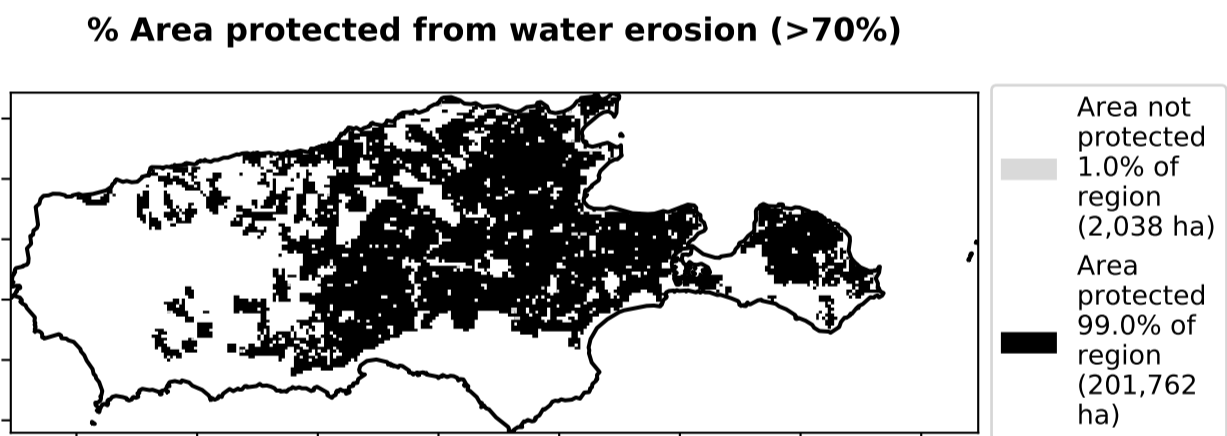 % Area protected from water erosion (>70%)
Area not
protected
1.0% of
region
(2,038 ha)
Area
protected
99.0% of
region
(201,762
ha)